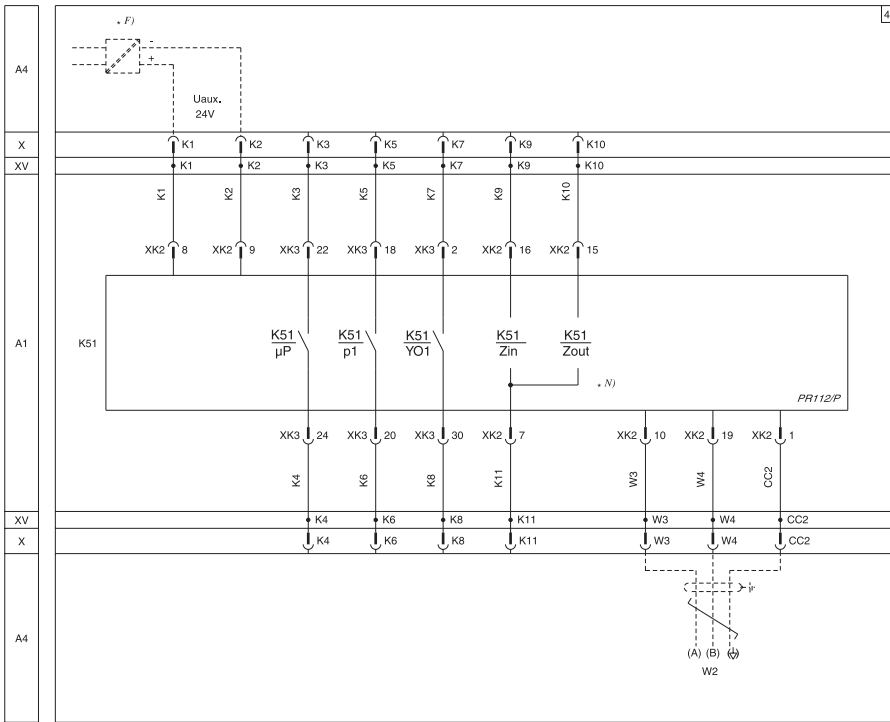 4
* F)
A4
-
+
Uaux.
24V
X K1 K2 K3 K5 K7 K9 K10
XV K1 K2 K3 K5 K7 K9 K10
K1 K2 K3 K5 K7 K9 K10
XK2 8 XK2 9 XK3 22 XK3 18 XK3 2 XK2 16 XK2 15
A1 K51
K51 K51 K51 K51 K51
µP p1 YO1 Zin Zout
* N)
PR112/P
XK3 24 XK3 20 XK3 30 XK2 7 XK2 10 XK2 19 XK2 1
K4 K6 K8 K11 W3 W4 CC2
XV K4 K6 K8 K11 W3 W4 CC2
X K4 K6 K8 K11 W3 W4 CC2
A4
(A) (B)
W2